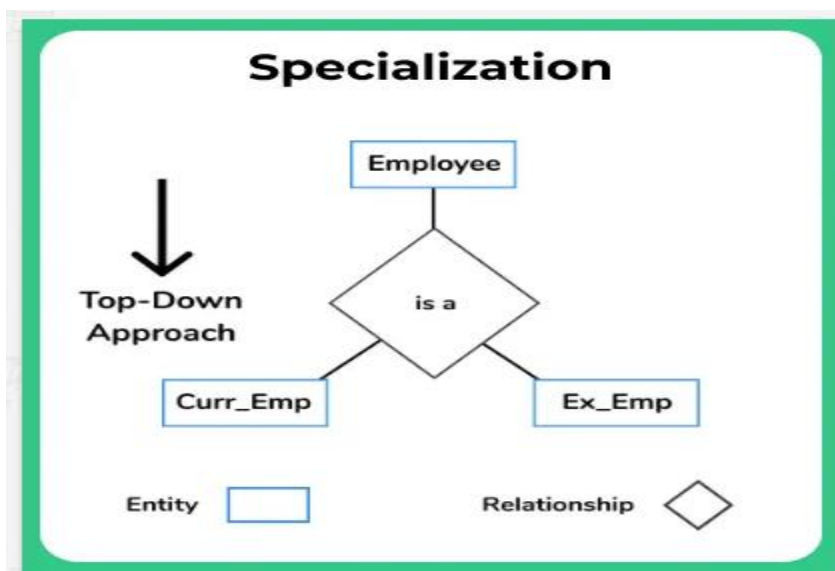 Specialization
Employee
is a
Top-Down
Approach
Curr_Emp
Ex_Emp
Entity
Relationship